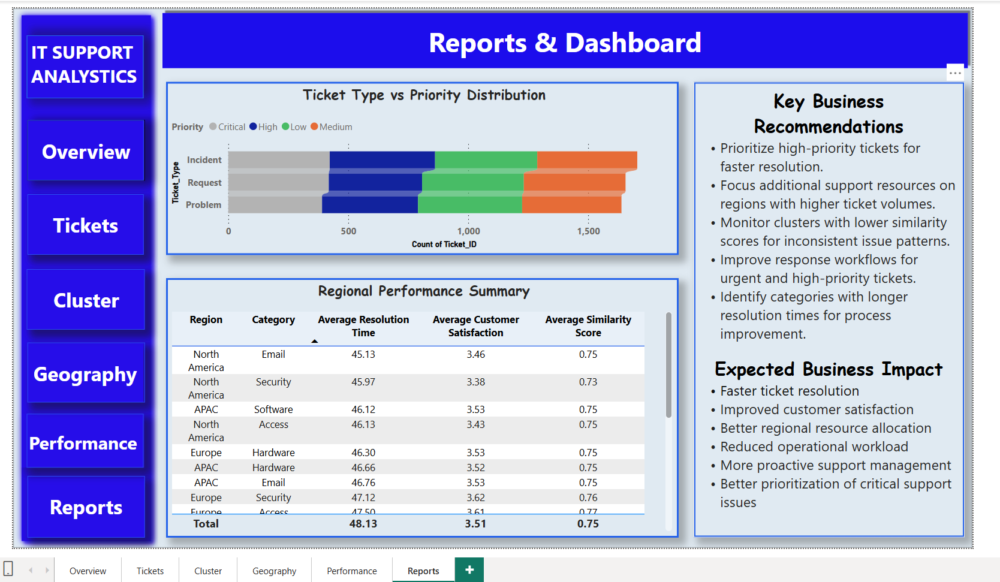 IT SUPPORT
ANALYSTICS
Overview
Tickets
Cluster
Geography
Performance
Reports
Reports & Dashboard
Ticket Type vs Priority Distribution
Priority Critical High Low Medium
Ticket_Type
Incident
Request
Problem
0 500 1,000 1,500
Count of Ticket_ID
Regional Performance Summary
Region Category Average Resolution Time Average Customer Satisfaction Average Similarity Score
North America Email 45.13 3.46 0.75
North America Security 45.97 3.38 0.73
APAC Software 46.12 3.53 0.75
North America Access 46.13 3.43 0.75
Europe Hardware 46.30 3.53 0.75
APAC Hardware 46.66 3.52 0.75
APAC Email 46.76 3.53 0.75
Europe Security 47.12 3.62 0.76
Europe Access 47.50 3.61 0.77
Total 48.13 3.51 0.75
Key Business
Recommendations
• Prioritize high-priority tickets for
faster resolution.
• Focus additional support resources on
regions with higher ticket volumes.
• Monitor clusters with lower similarity
scores for inconsistent issue patterns.
• Improve response workflows for
urgent and high-priority tickets.
• Identify categories with longer
resolution times for process
improvement.
Expected Business Impact
• Faster ticket resolution
• Improved customer satisfaction
• Better regional resource allocation
• Reduced operational workload
• More proactive support management
• Better prioritization of critical support
issues
Overview Tickets Cluster Geography Performance Reports +